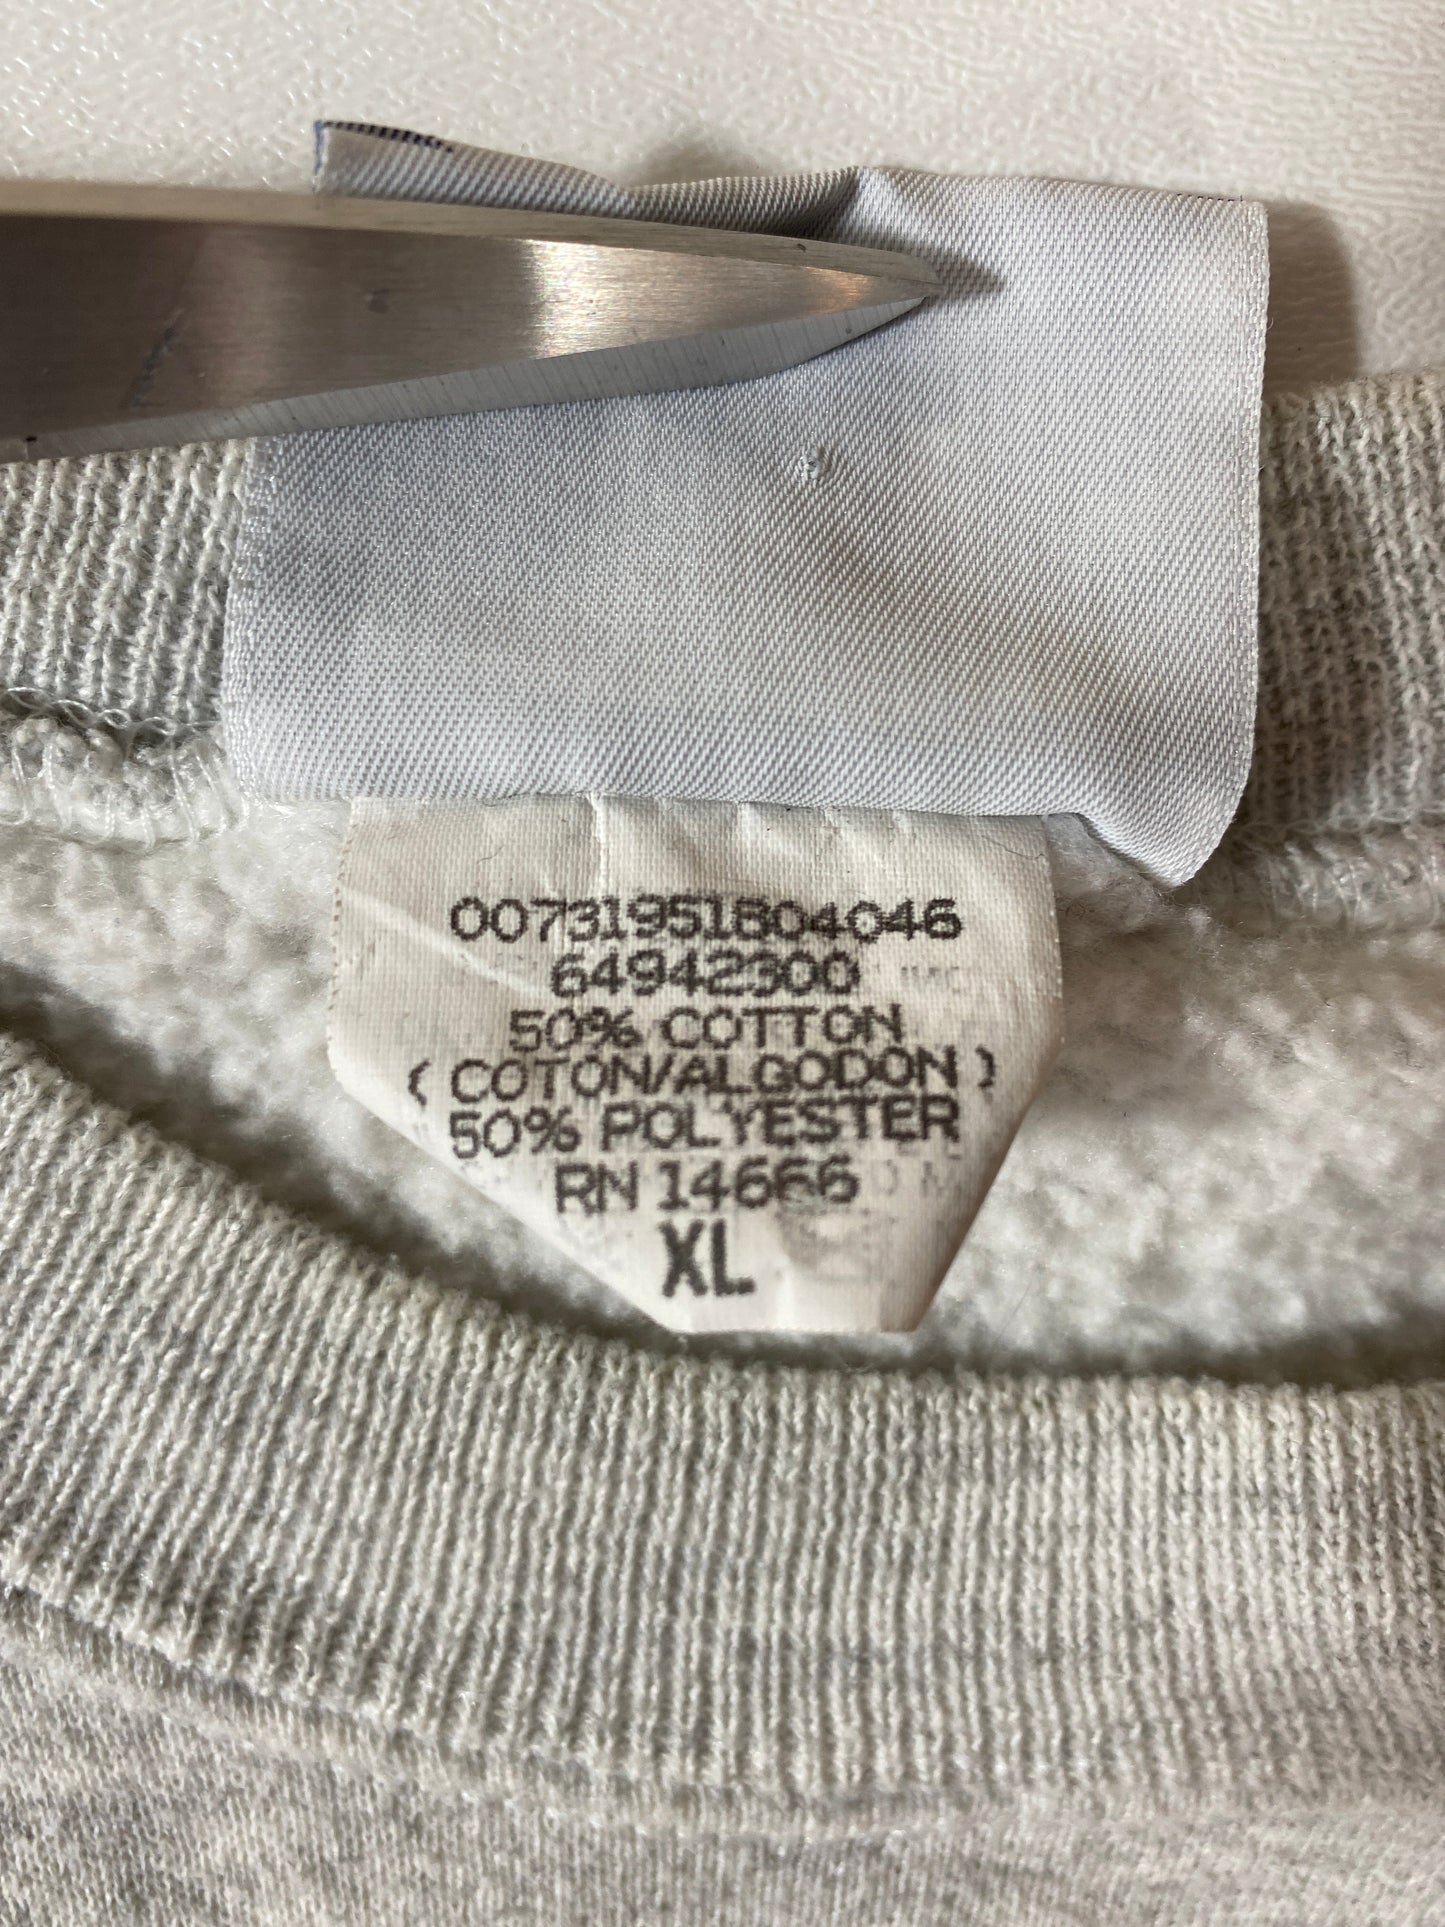 00731951804046
64942300
50% COTTON
(COTON/ALGODON)
50% POLYESTER
RN 14666
XL